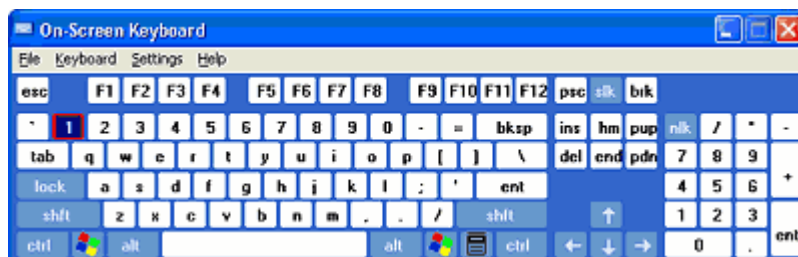 On-Screen Keyboard
File Keyboard Settings Help
esc F1 F2 F3 F4 F5 F6 F7 F8 F9 F10 F11 F12 psc slk brk
` 1 2 3 4 5 6 7 8 9 0 - = bksp ins hm pup nlk / * -
tab q w e r t y u i o p [ ] \ del end pdn 7 8 9 +
lock a s d f g h j k l ; ' ent 4 5 6
shft z x c v b n m , . / shft ↑ 1 2 3 ent
ctrl alt alt ctrl ← ↓ → 0 .